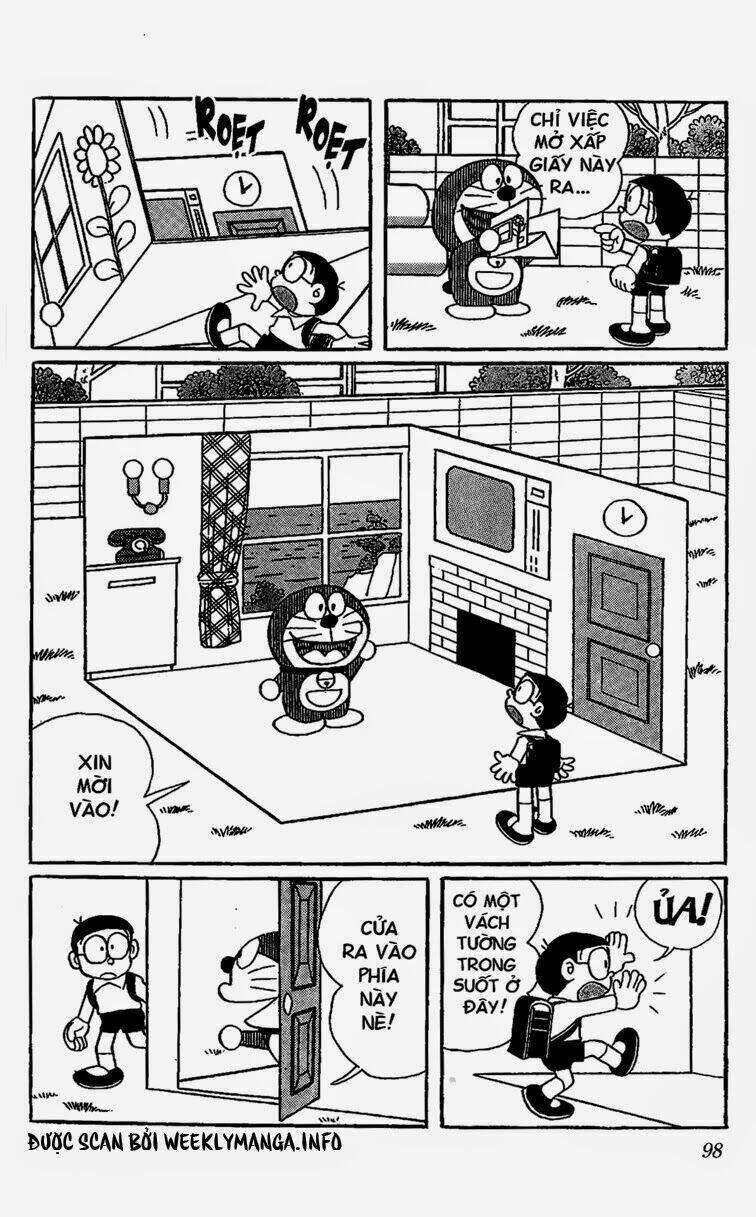 CHỈ VIỆC
MỞ XẤP
GIẤY NÀY
RA...
ROẸT
ROẸT
XIN
MỜI
VÀO!
ỦA!
CÓ MỘT
VÁCH
TƯỜNG
TRONG
SUỐT Ở
ĐÂY!
CỬA
RA VÀO
PHÍA
NÀY
NÈ!
ĐƯỢC SCAN BỞI WEEKLYMANGA.INFO
98